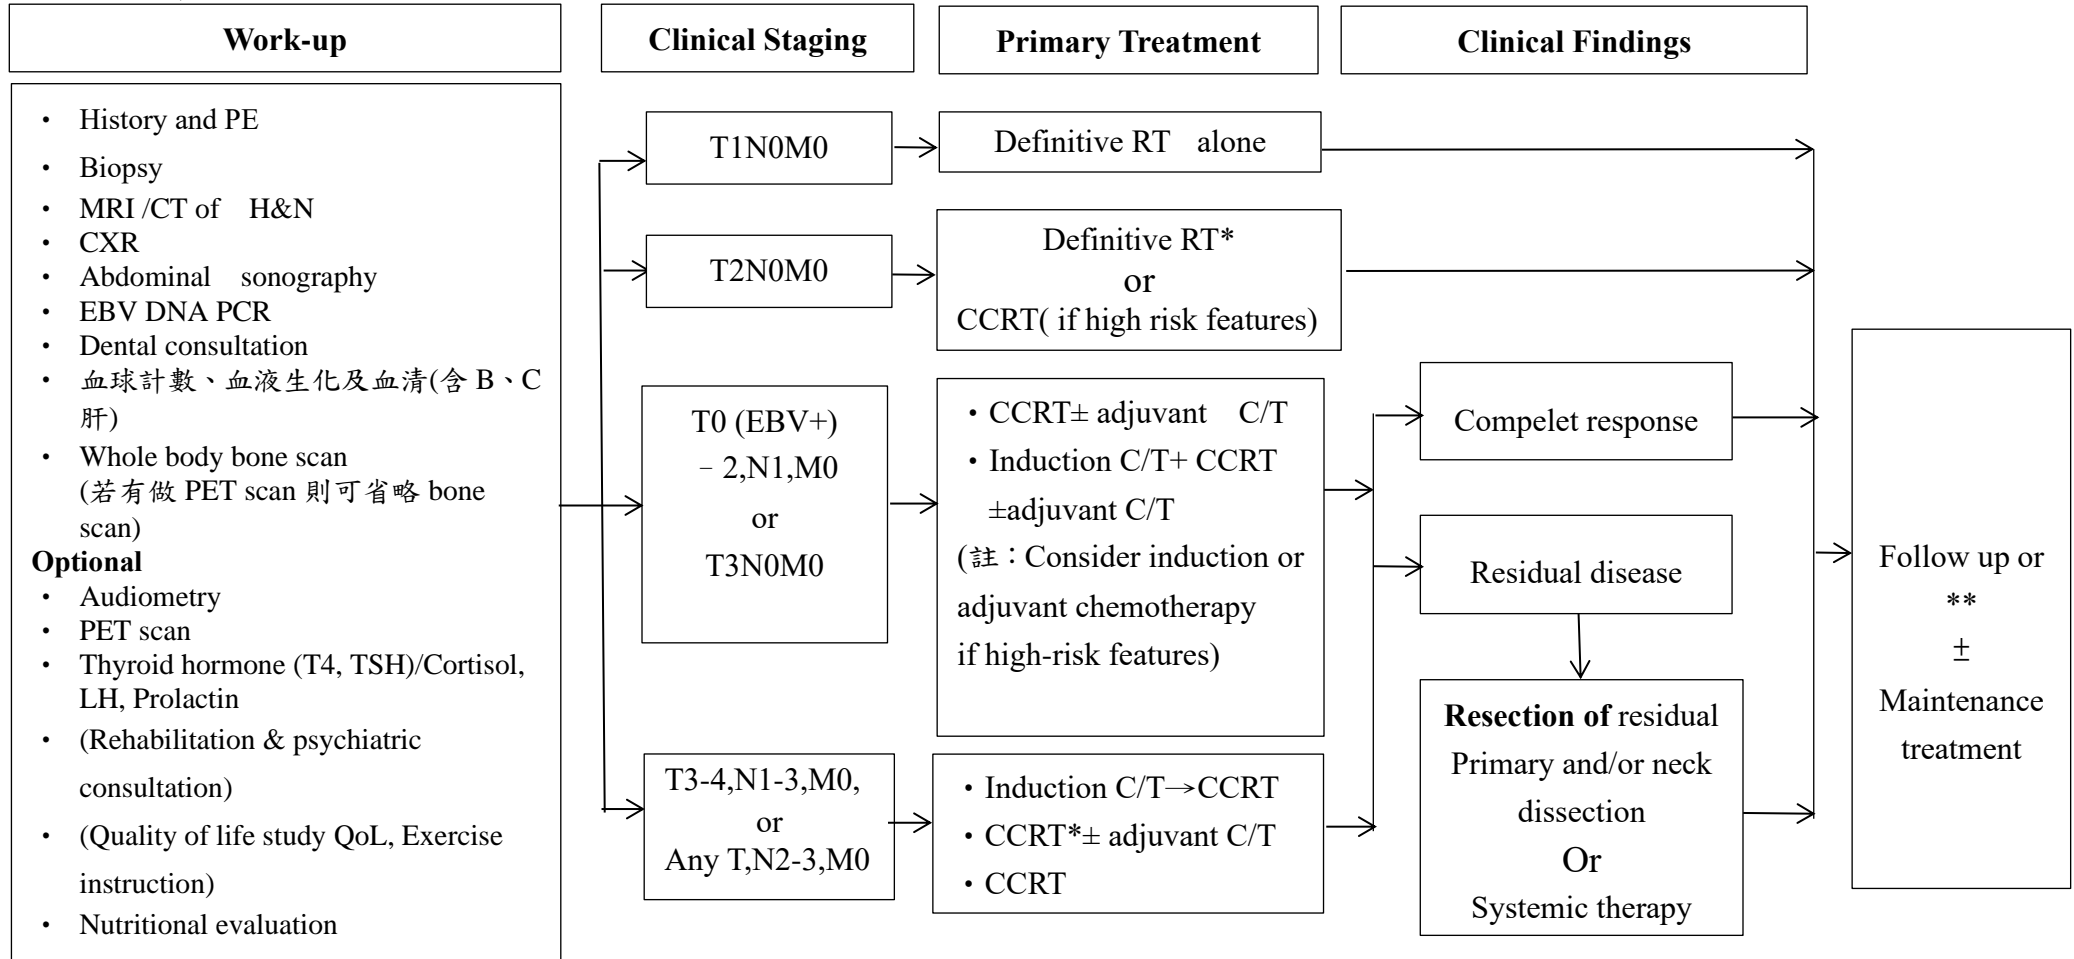 Work-up
Clinical Staging
Primary Treatment
Clinical Findings
• History and PE
• Biopsy
• MRI /CT of H&N
• CXR
• Abdominal sonography
• EBV DNA PCR
• Dental consultation
• 血球計數、血液生化及血清(含 B、C
肝)
• Whole body bone scan
(若有做 PET scan 則可省略 bone
scan)
Optional
• Audiometry
• PET scan
• Thyroid hormone (T4, TSH)/Cortisol,
LH, Prolactin
• (Rehabilitation & psychiatric
consultation)
• (Quality of life study QoL, Exercise
instruction)
• Nutritional evaluation
T1N0M0
Definitive RT alone
T2N0M0
Definitive RT*
or
CCRT( if high risk features)
T0 (EBV+)
–2,N1,M0
or
T3N0M0
・CCRT± adjuvant C/T
・Induction C/T+ CCRT
±adjuvant C/T
(註：Consider induction or
adjuvant chemotherapy
if high-risk features)
T3-4,N1-3,M0,
or
Any T,N2-3,M0
・Induction C/T→CCRT
・CCRT*± adjuvant C/T
・CCRT
Compelet response
Residual disease
Resection of residual
Primary and/or neck
dissection
Or
Systemic therapy
Follow up or
**
±
Maintenance
treatment